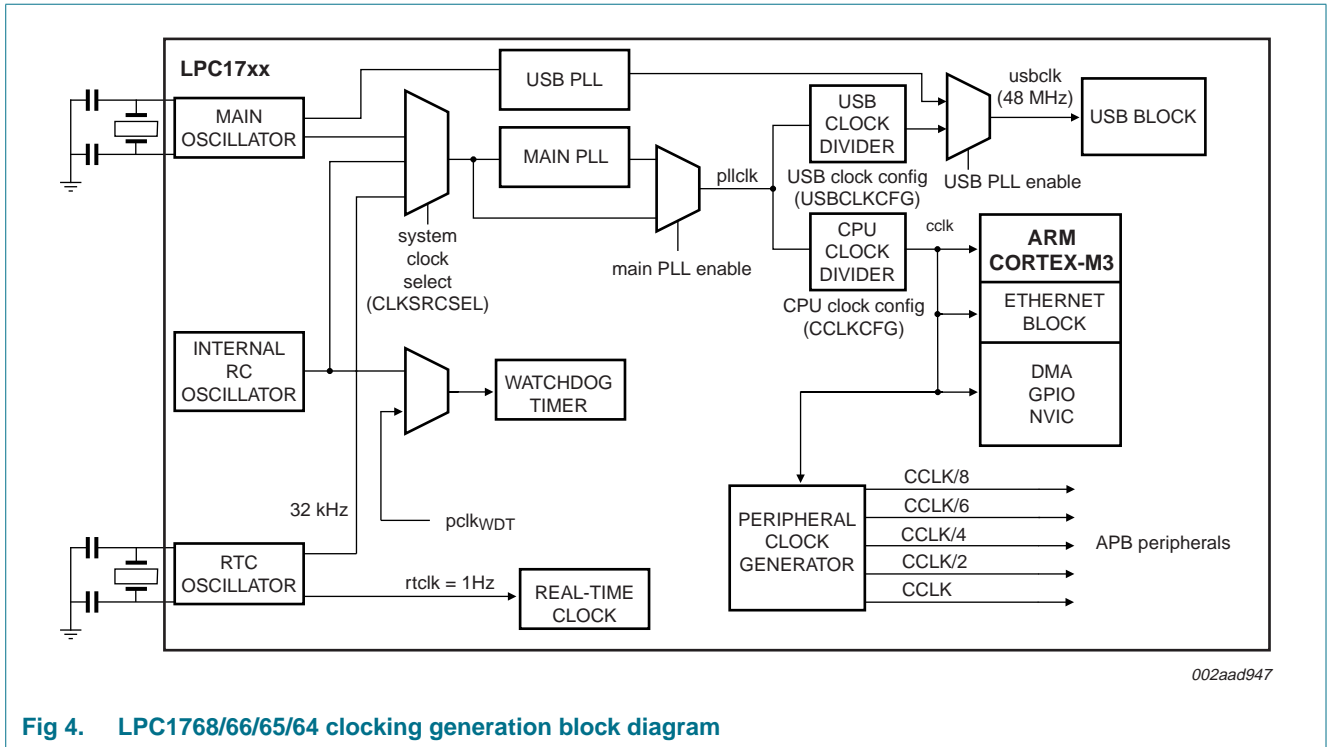 LPC17xx
MAIN
OSCILLATOR
USB PLL
MAIN PLL
system
clock
select
(CLKSRCSEL)
main PLL enable
pllclk
USB
CLOCK
DIVIDER
USB clock config
(USBCLKCFG)
usbclk
(48 MHz)
USB BLOCK
USB PLL enable
CPU
CLOCK
DIVIDER
CPU clock config
(CCLKCFG)
cclk
ARM
CORTEX-M3
ETHERNET
BLOCK
DMA
GPIO
NVIC
INTERNAL
RC
OSCILLATOR
WATCHDOG
TIMER
pclkWDT
32 kHz
RTC
OSCILLATOR
rtclk = 1Hz
REAL-TIME
CLOCK
PERIPHERAL
CLOCK
GENERATOR
CCLK/8
CCLK/6
CCLK/4
CCLK/2
CCLK
APB peripherals
002aad947
Fig 4. LPC1768/66/65/64 clocking generation block diagram